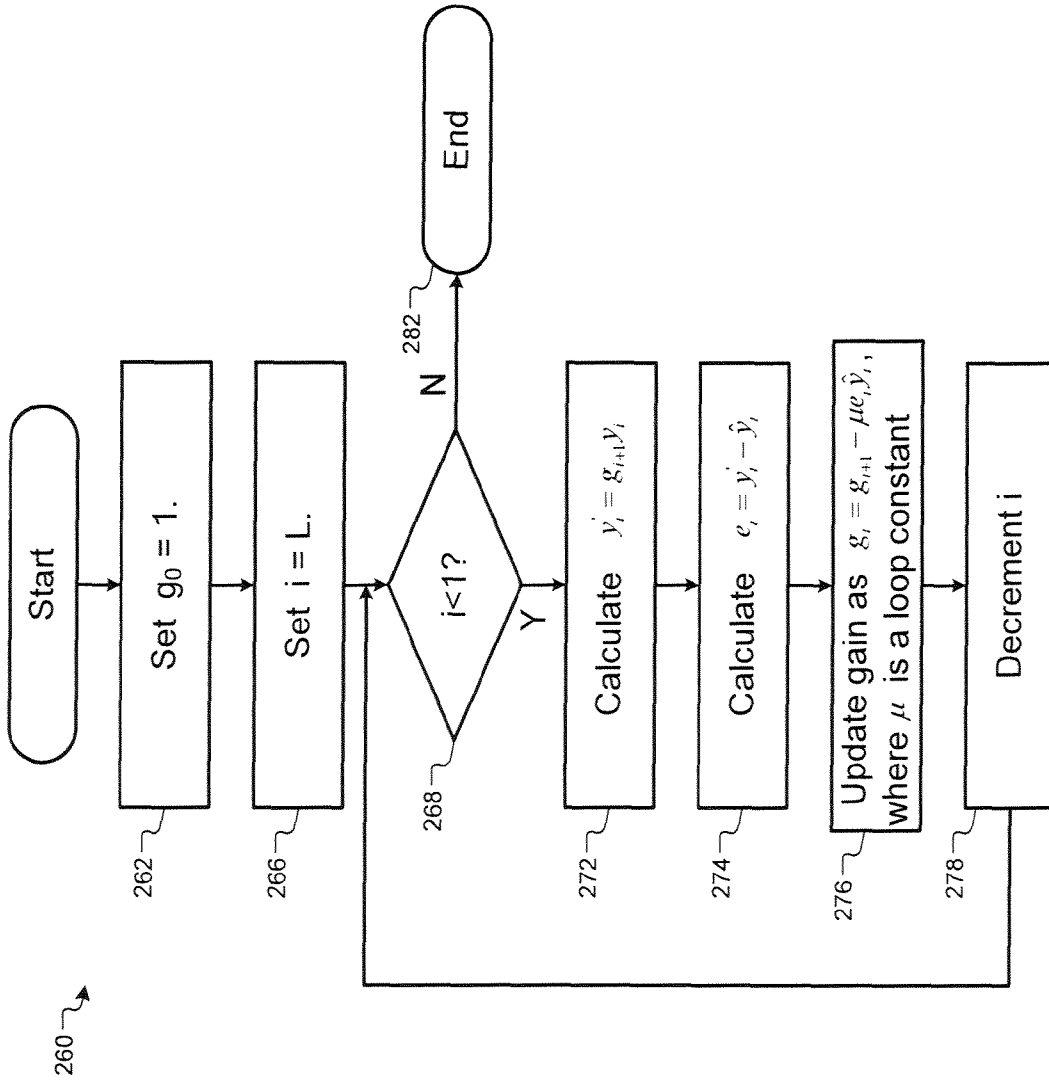 260
Start
262
Set g₀ = 1.
266
Set i = L.
268
i<1?
N
282
End
Y
272
Calculate y'ᵢ = gᵢ₊₁yᵢ
274
Calculate eᵢ = y'ᵢ − ŷᵢ
276
Update gain as gᵢ = gᵢ₊₁ − μeᵢŷᵢ,
where μ is a loop constant
278
Decrement i